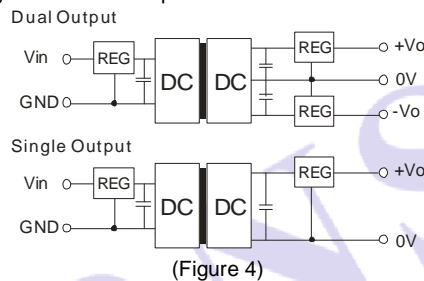 Dual Output
Vin REG DC DC REG +Vo
0V
GND REG -Vo
Single Output
Vin REG DC DC REG +Vo
GND 0V
(Figure 4)